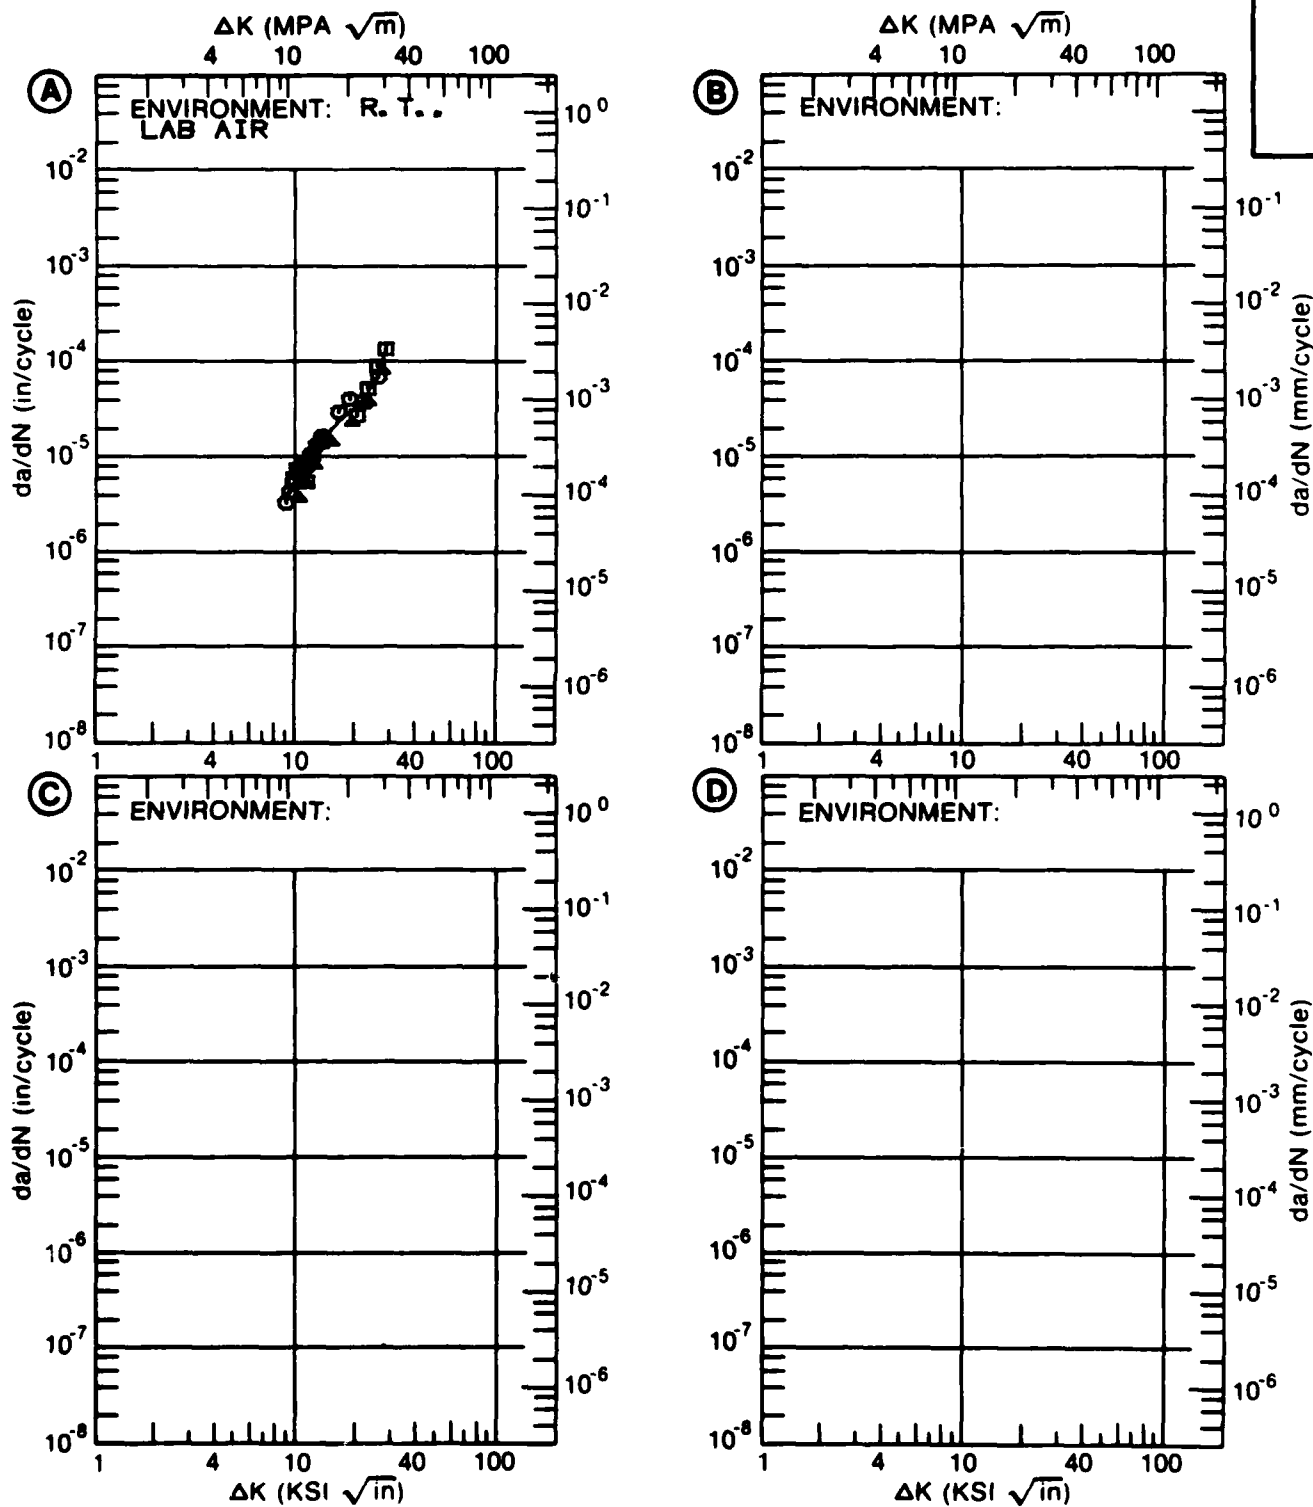 ΔK (MPA √m)
4 10 40 100
ΔK (MPA √m)
4 10 40 100
A
ENVIRONMENT: R. T..
LAB AIR
10⁻²
10⁻³
10⁻⁴
10⁻⁵
10⁻⁶
10⁻⁷
10⁻⁸
da/dN (in/cycle)
10⁰
10⁻¹
10⁻²
10⁻³
10⁻⁴
10⁻⁵
10⁻⁶
1 4 10 40 100
B
ENVIRONMENT:
10⁻²
10⁻³
10⁻⁴
10⁻⁵
10⁻⁶
10⁻⁷
10⁻⁸
10⁻¹
10⁻²
10⁻³
10⁻⁴
10⁻⁵
10⁻⁶
da/dN (mm/cycle)
1 4 10 40 100
C
ENVIRONMENT:
10⁻²
10⁻³
10⁻⁴
10⁻⁵
10⁻⁶
10⁻⁷
10⁻⁸
da/dN (in/cycle)
10⁰
10⁻¹
10⁻²
10⁻³
10⁻⁴
10⁻⁵
10⁻⁶
1 4 10 40 100
ΔK (KSI √in)
D
ENVIRONMENT:
10⁻²
10⁻³
10⁻⁴
10⁻⁵
10⁻⁶
10⁻⁷
10⁻⁸
10⁰
10⁻¹
10⁻²
10⁻³
10⁻⁴
10⁻⁵
10⁻⁶
da/dN (mm/cycle)
1 4 10 40 100
ΔK (KSI √in)